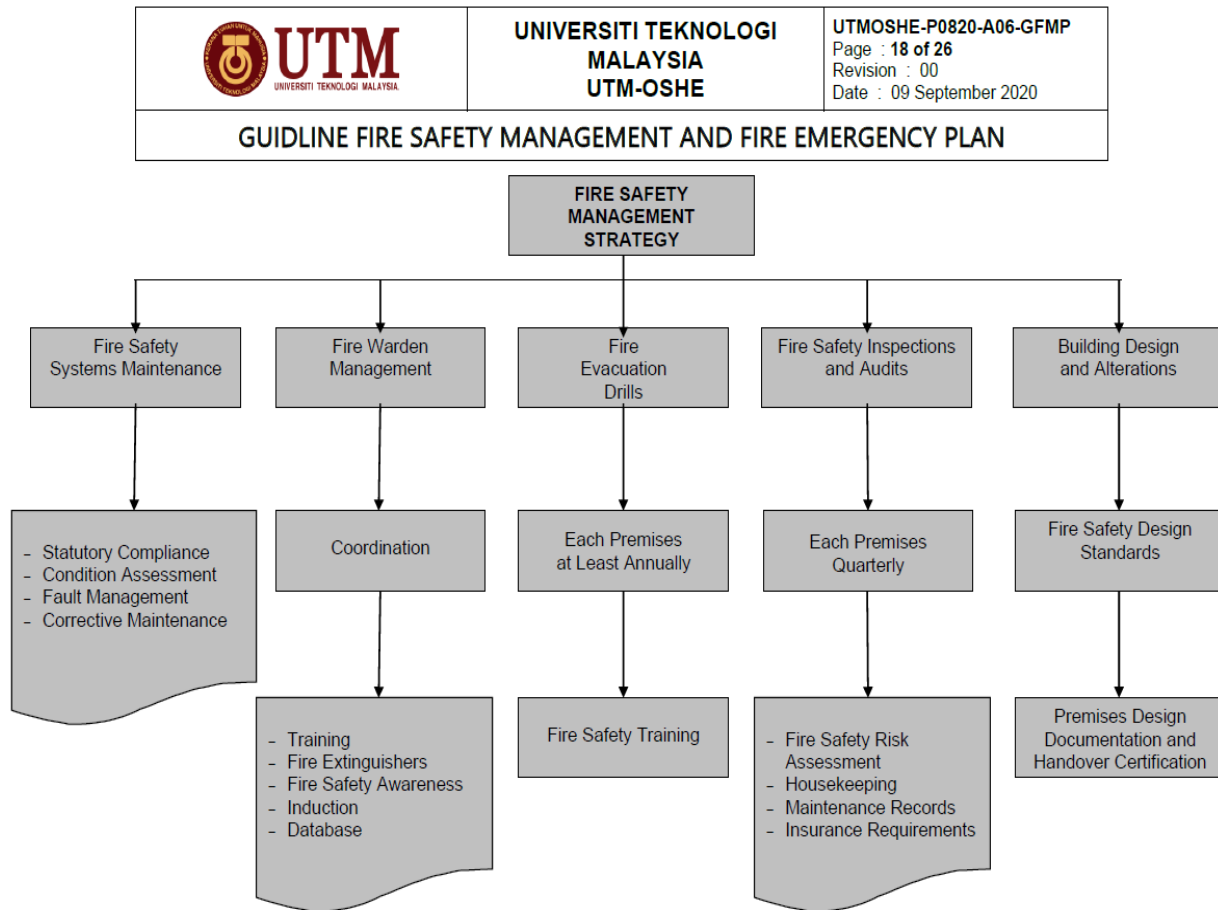 UTM
UNIVERSITI TEKNOLOGI MALAYSIA
UNIVERSITI TEKNOLOGI
MALAYSIA
UTM-OSHE
UTMOSHE-P0820-A06-GFMP
Page : 18 of 26
Revision : 00
Date : 09 September 2020
GUIDLINE FIRE SAFETY MANAGEMENT AND FIRE EMERGENCY PLAN
FIRE SAFETY
MANAGEMENT
STRATEGY
Fire Safety
Systems Maintenance
Fire Warden
Management
Fire
Evacuation
Drills
Fire Safety Inspections
and Audits
Building Design
and Alterations
- Statutory Compliance
- Condition Assessment
- Fault Management
- Corrective Maintenance
Coordination
Each Premises
at Least Annually
Each Premises
Quarterly
Fire Safety Design
Standards
- Training
- Fire Extinguishers
- Fire Safety Awareness
- Induction
- Database
Fire Safety Training
- Fire Safety Risk
Assessment
- Housekeeping
- Maintenance Records
- Insurance Requirements
Premises Design
Documentation and
Handover Certification